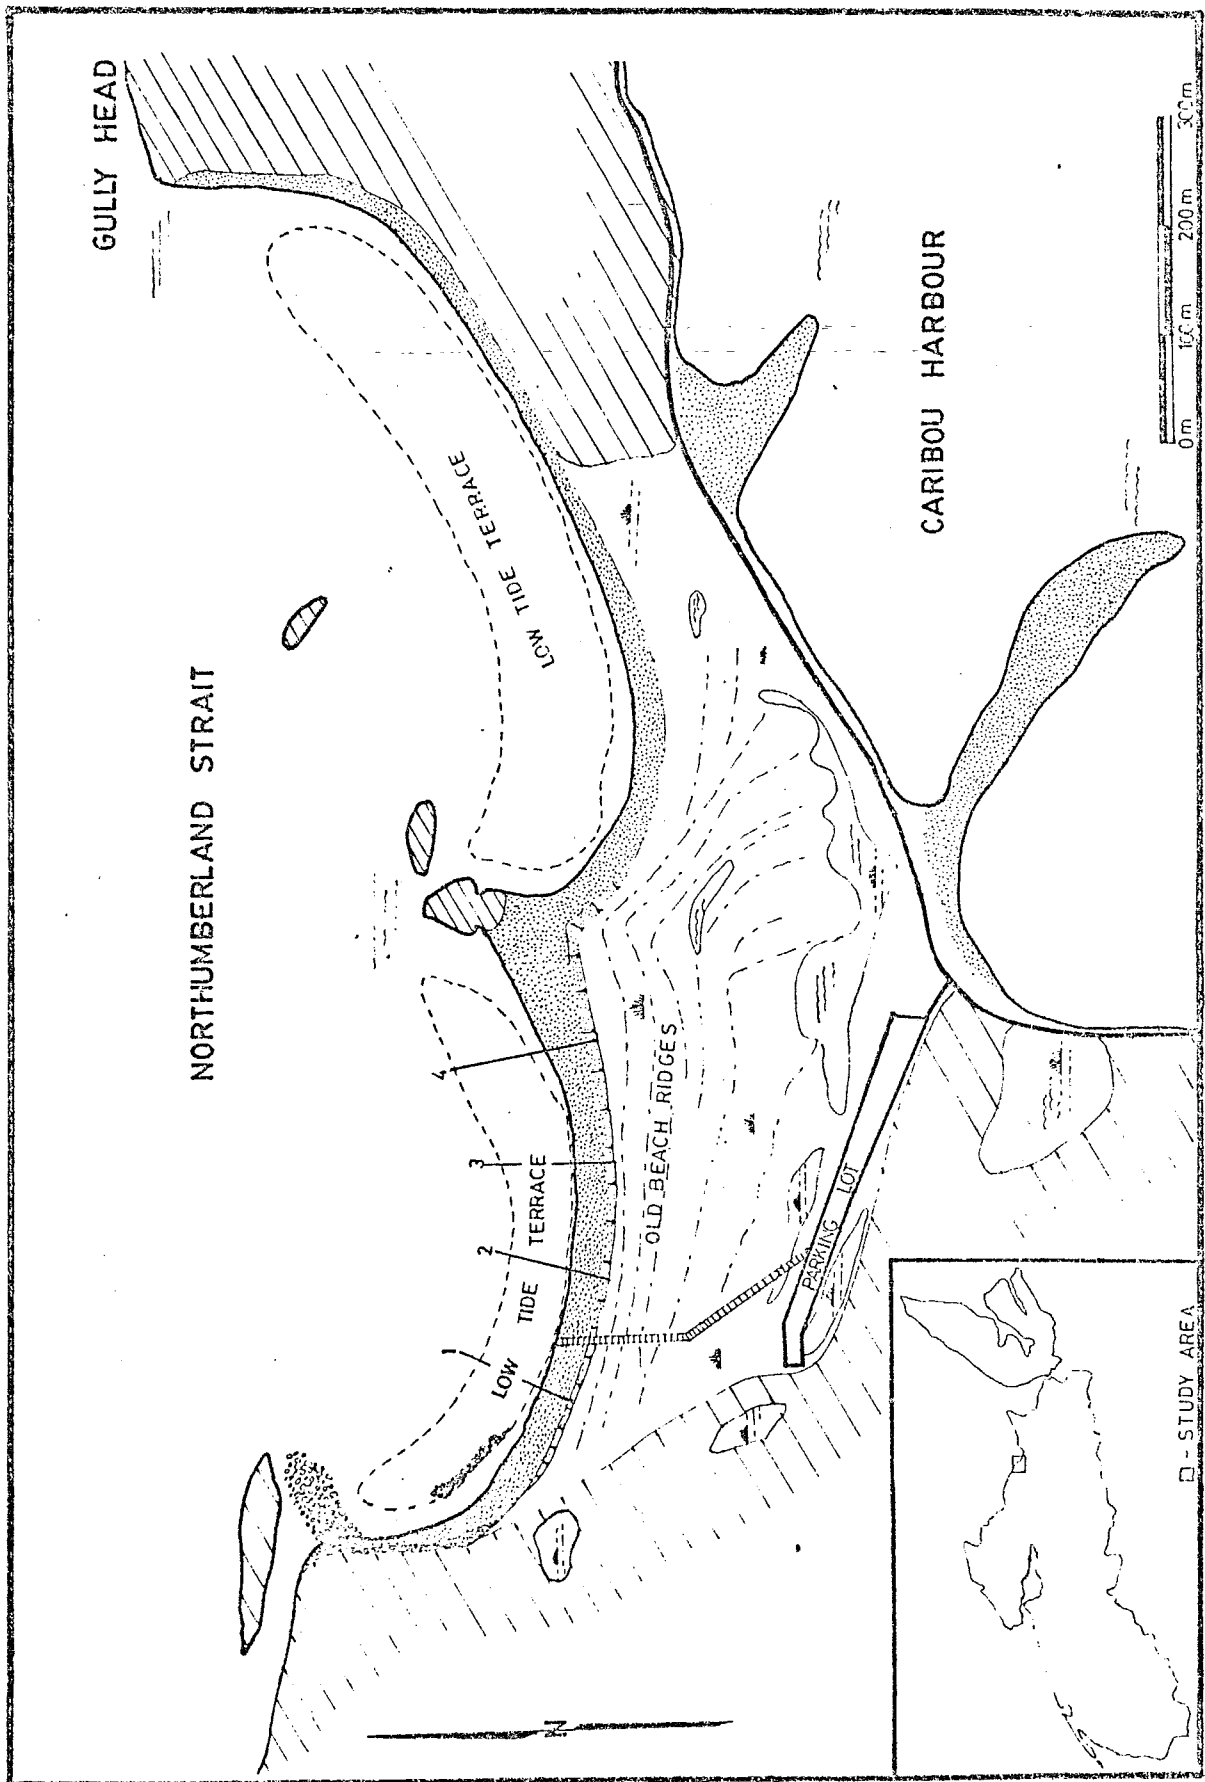 GULLY HEAD
NORTHUMBERLAND STRAIT
LOW TIDE TERRACE
CARIBOU HARBOUR
0m 100m 200m 300m
LOW TIDE TERRACE
1
2
3
4
OLD BEACH RIDGES
PARKING LOT
N
□ - STUDY AREA